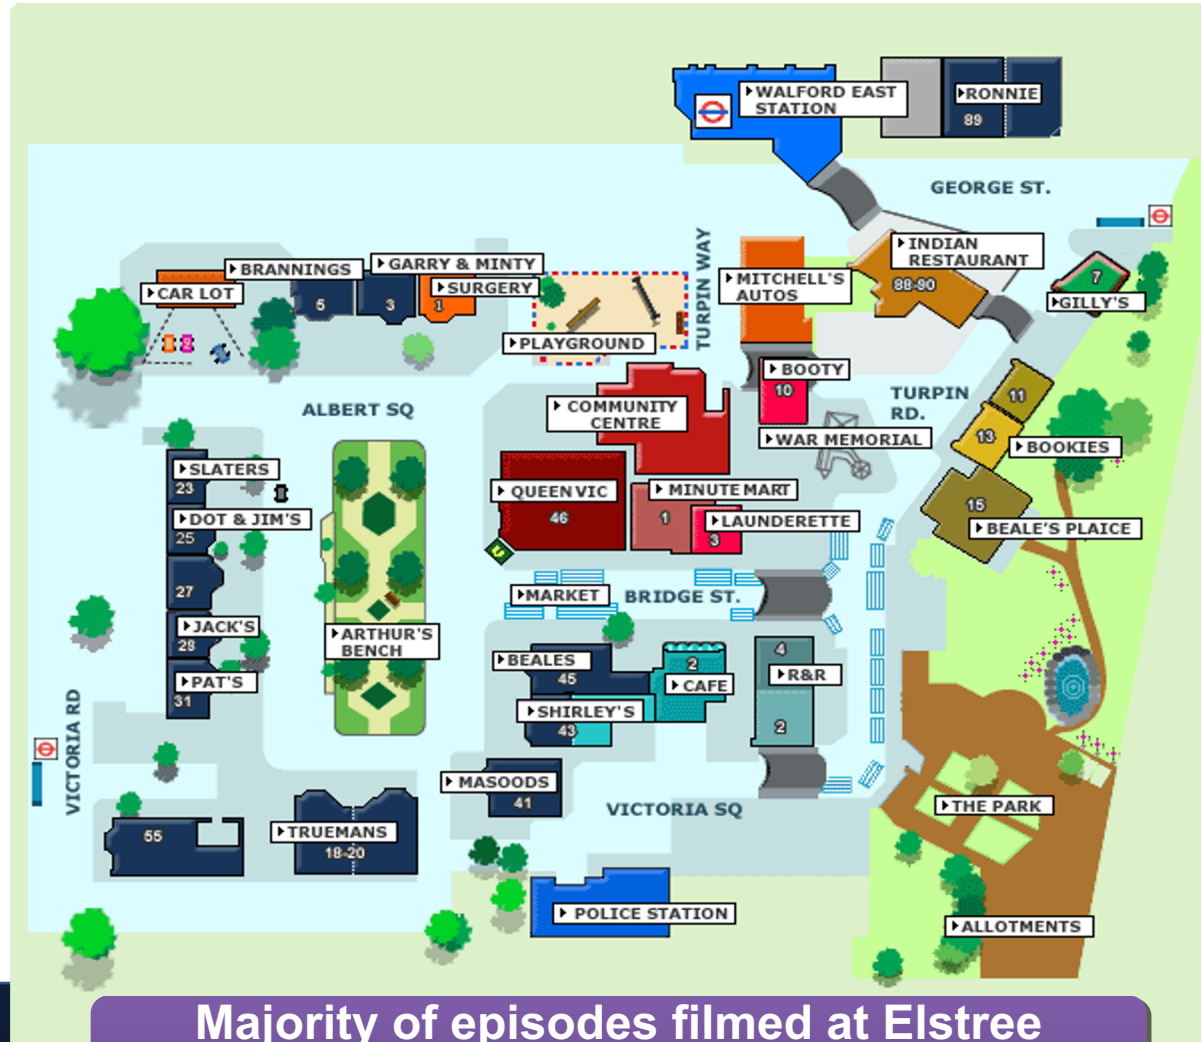 WALFORD EAST
STATION
RONNIE
89
GEORGE ST.
INDIAN
RESTAURANT
88-90
7
GILLY'S
TURPIN WAY
MITCHELL'S
AUTOS
GARRY & MINTY
BRANNINGS
SURGERY
CAR LOT
5
3
1
PLAYGROUND
BOOTY
10
TURPIN
RD.
11
13
BOOKIES
ALBERT SQ
COMMUNITY
CENTRE
WAR MEMORIAL
SLATERS
23
QUEEN VIC
46
MINUTE MART
1
LAUNDERETTE
3
15
BEALE'S PLAICE
DOT & JIM'S
25
27
MARKET
BRIDGE ST.
JACK'S
29
ARTHUR'S
BENCH
BEALES
45
2
CAFE
4
R&R
2
PAT'S
31
SHIRLEY'S
43
VICTORIA RD
MASOODS
41
VICTORIA SQ
THE PARK
55
TRUEMANS
18-20
POLICE STATION
ALLOTMENTS
Majority of episodes filmed at Elstree